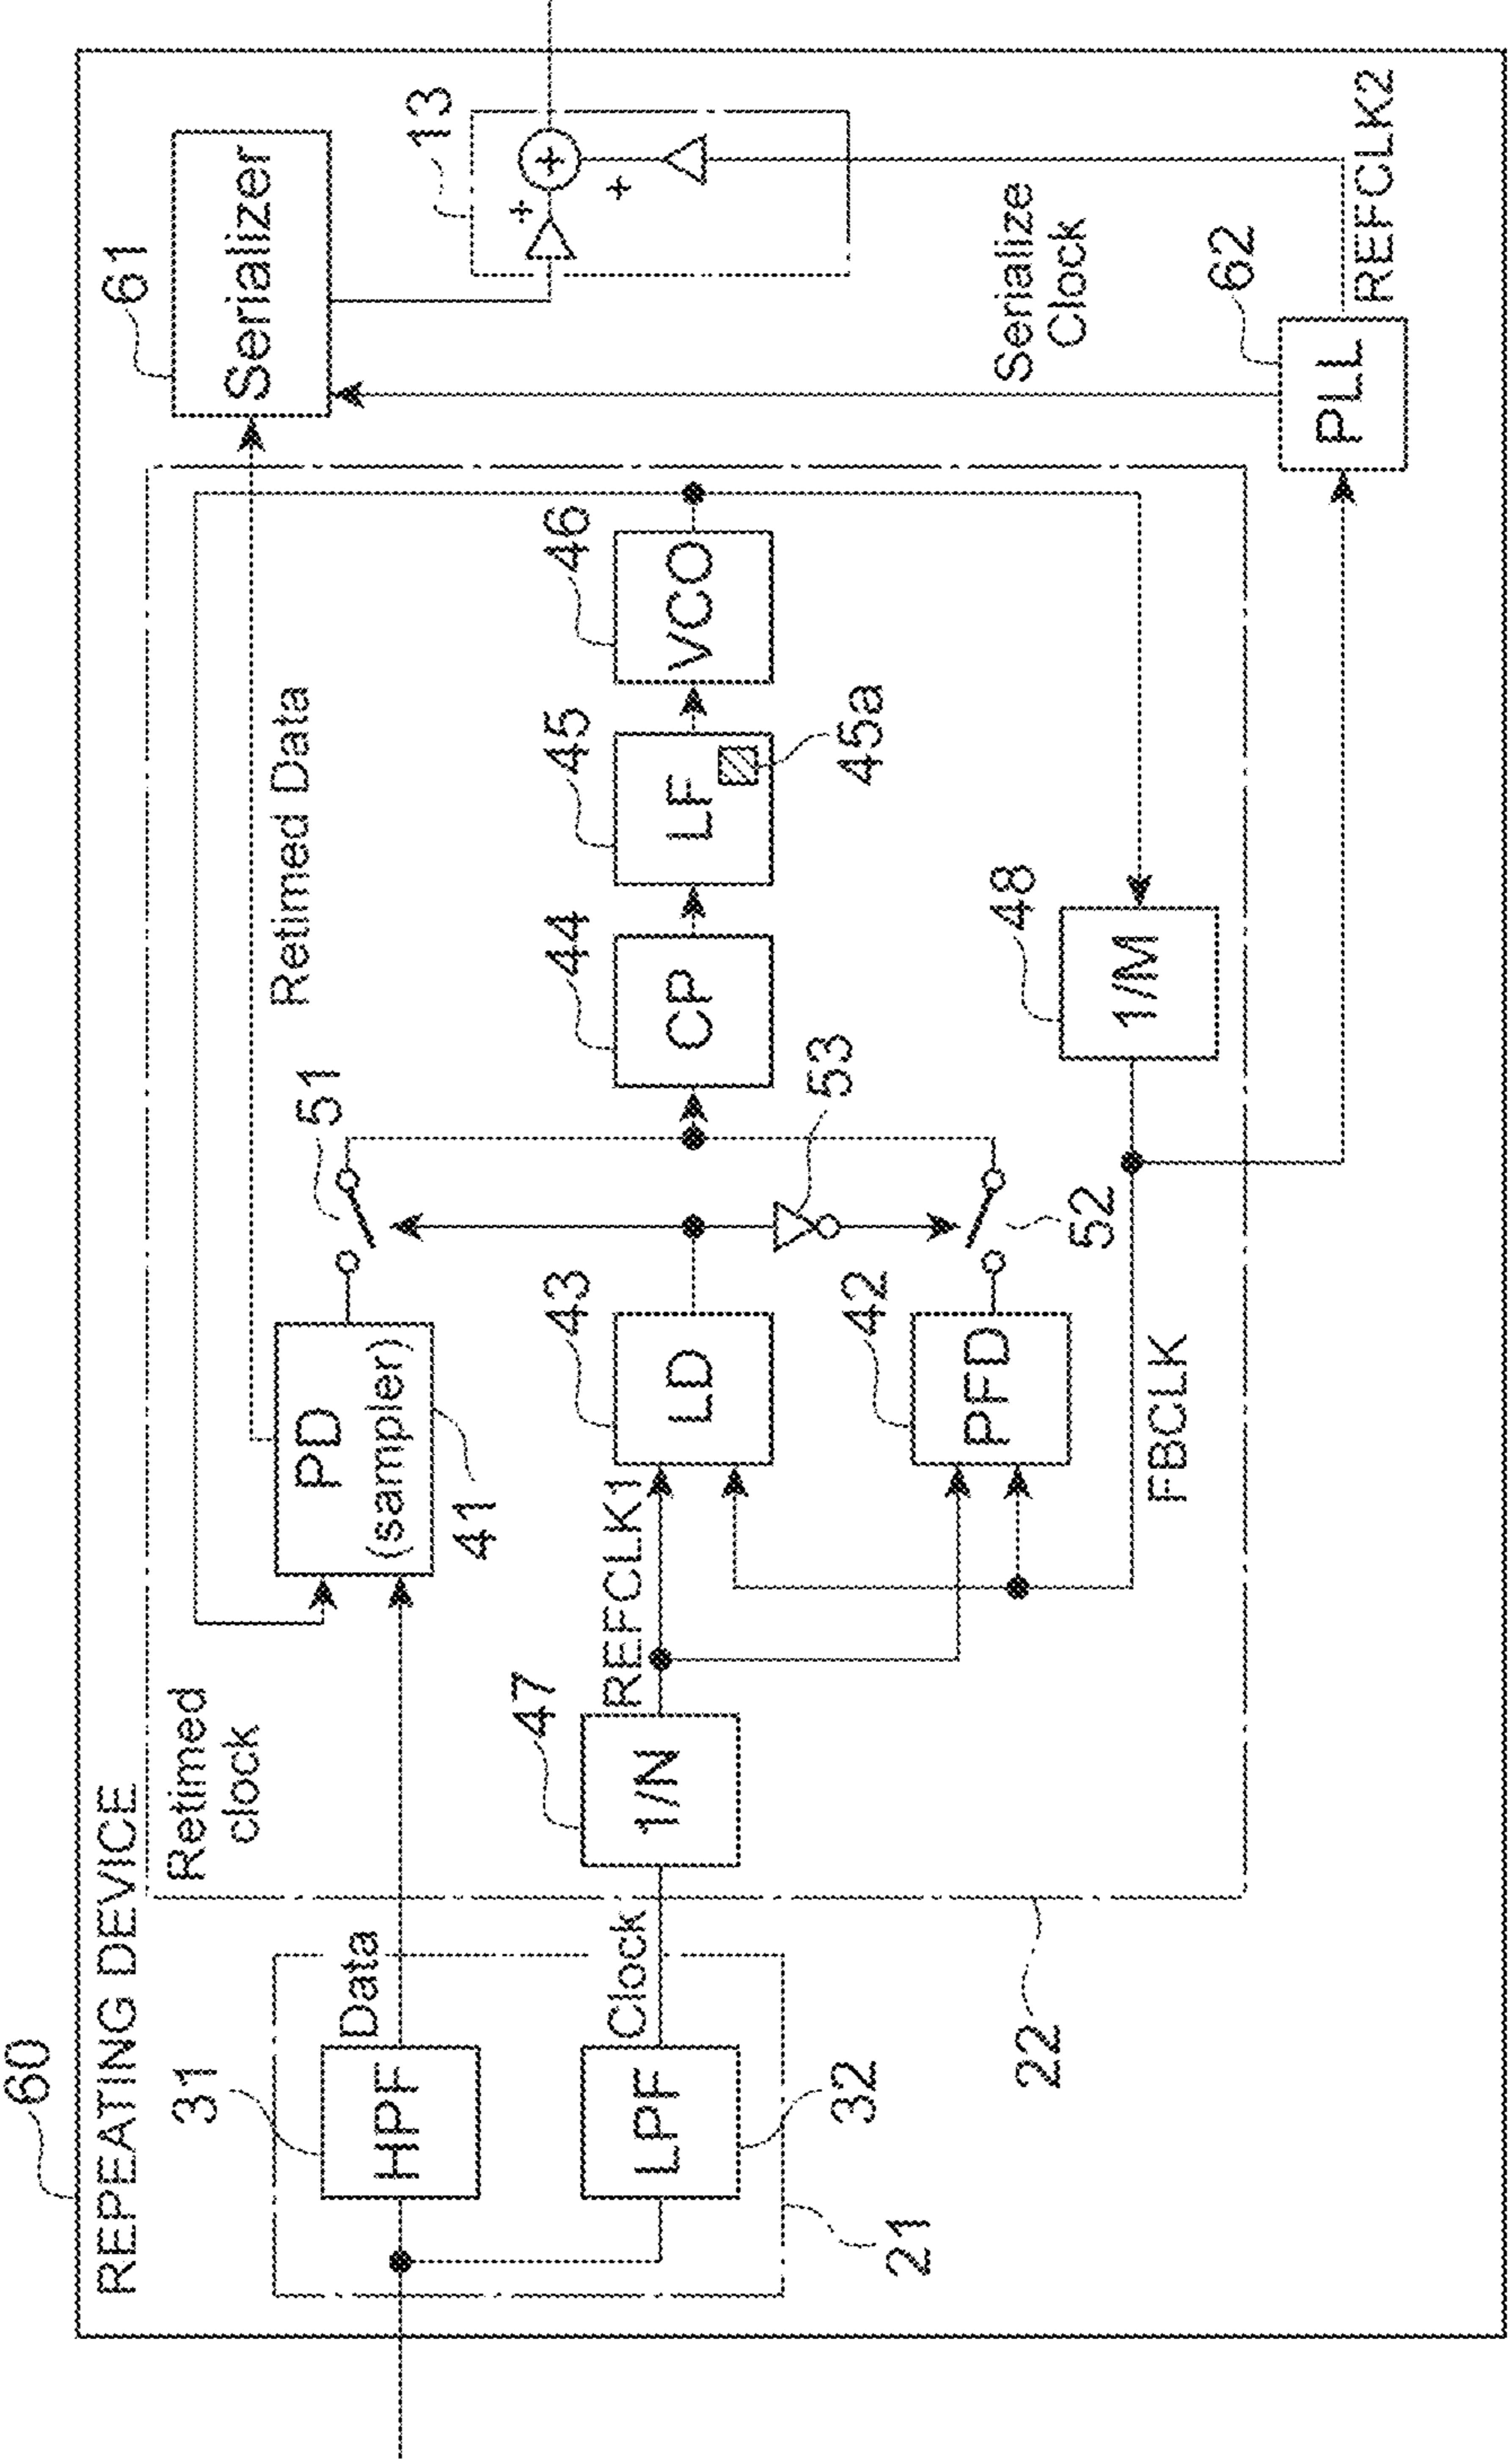 60
REPEATING DEVICE
31
HPF
Data
LPF
Clock
32
21
22
Retimed
clock
47
1/N
REFCLK1
PD
(sampler)
41
43
LD
42
PFD
FBCLK
51
52
53
44
CP
45
LF
45a
46
VCO
48
1/M
Retimed Data
61
Serializer
13
+
+
+
Serialize
Clock
62
PLL
REFCLK2